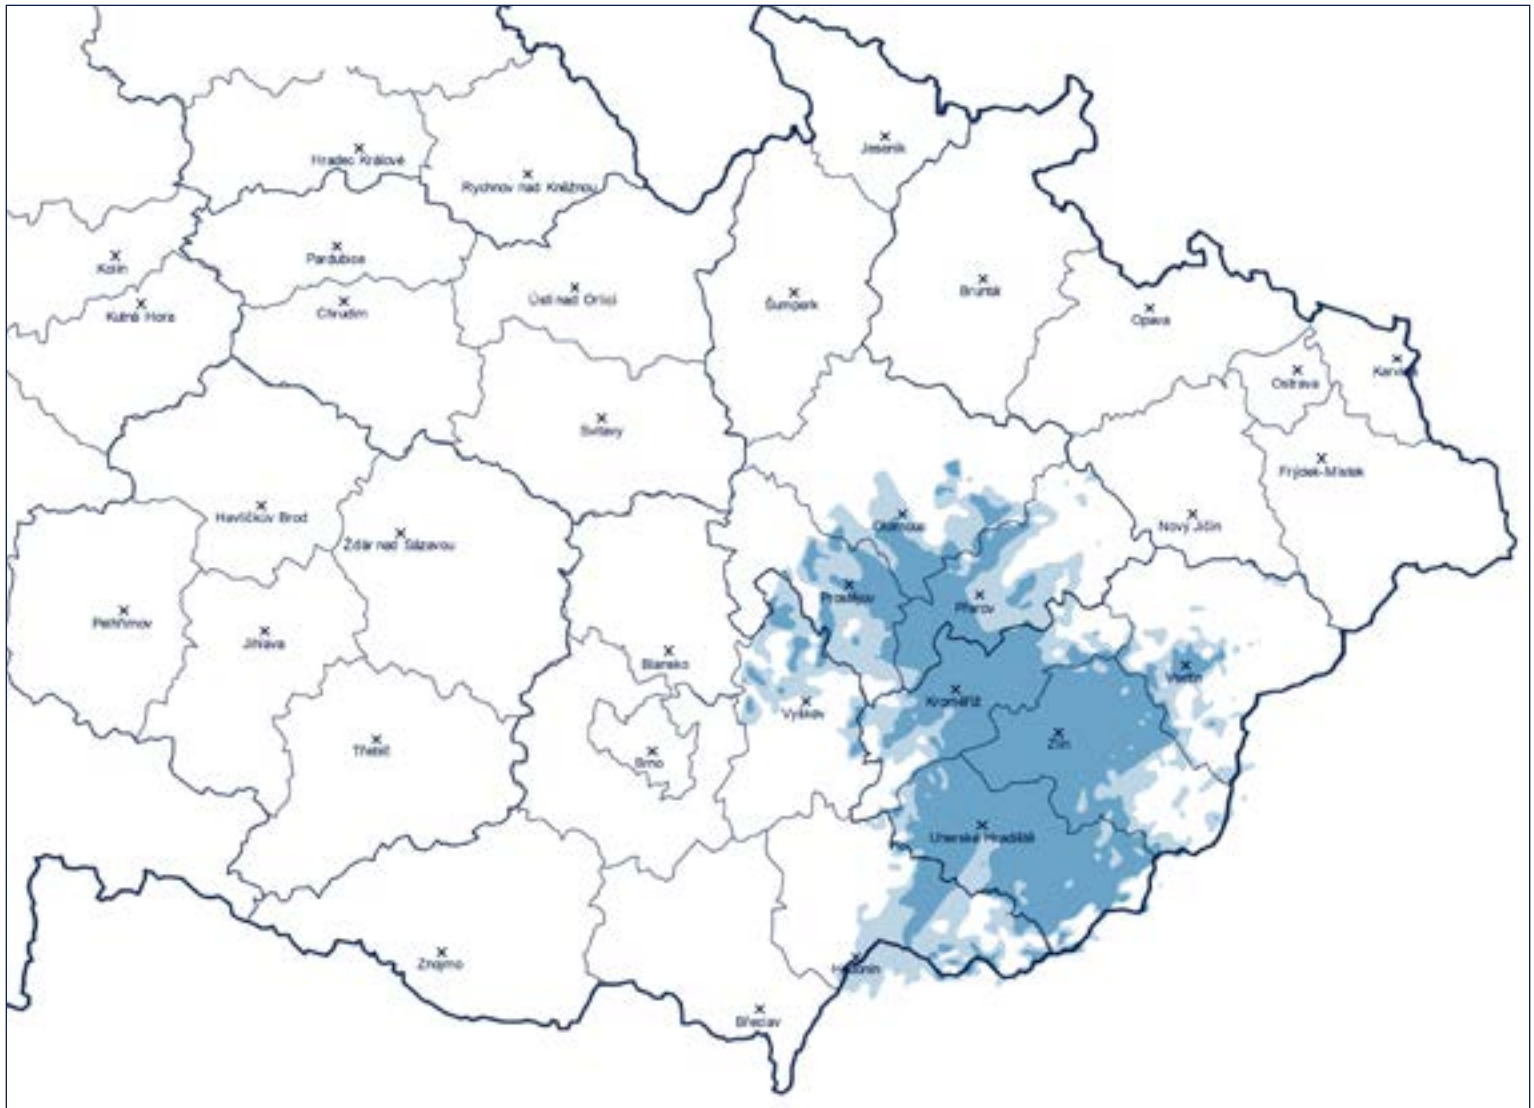 Jeseník
Hradec Králové
Rychnov nad Kněžnou
Pardubice
Kolín
Kutná Hora
Chrudim
Ústí nad Orlicí
Šumperk
Bruntál
Opava
Ostrava
Karviná
Svitavy
Frýdek-Místek
Havlíčkův Brod
Žďár nad Sázavou
Olomouc
Nový Jičín
Prostějov
Přerov
Pelhřimov
Jihlava
Blansko
Vsetín
Kroměříž
Vyškov
Třebíč
Brno
Zlín
Uherské Hradiště
Znojmo
Hodonín
Břeclav